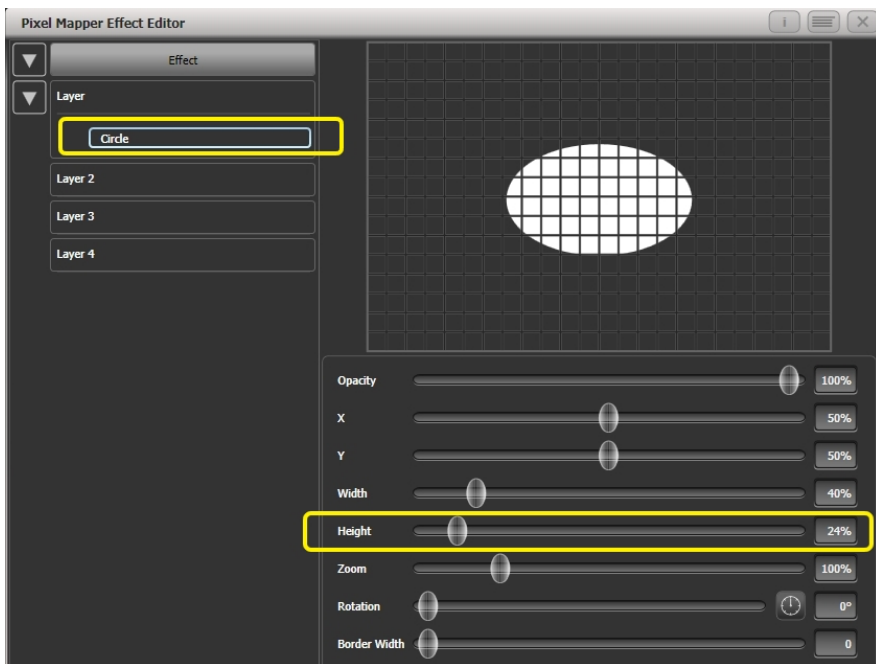 Pixel Mapper Effect Editor
i
Effect
Layer
Circle
Layer 2
Layer 3
Layer 4
Opacity 100%
X 50%
Y 50%
Width 40%
Height 24%
Zoom 100%
Rotation 0°
Border Width 0